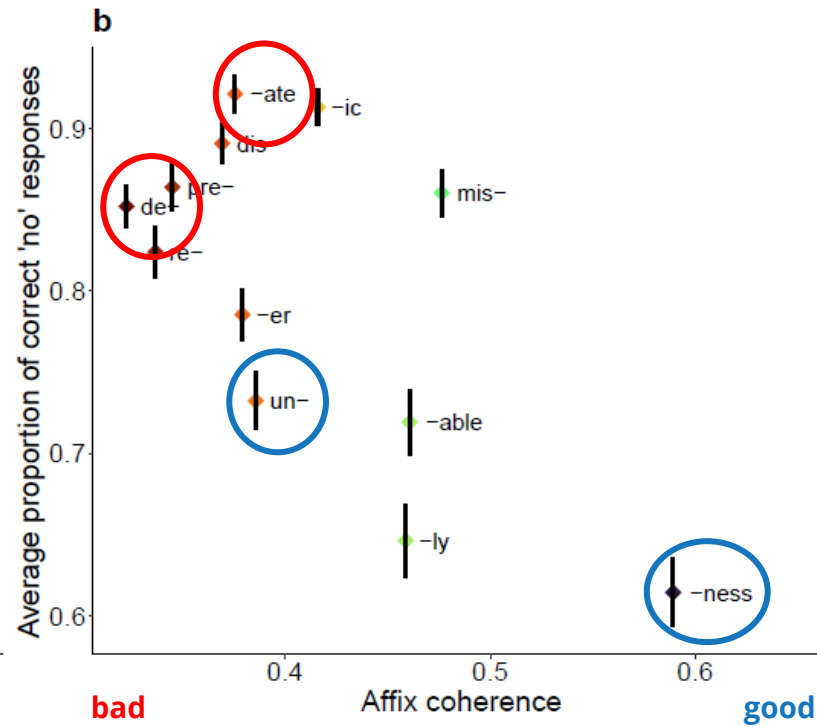 b
Average proportion of correct 'no' responses
0.9
0.8
0.7
0.6
−ate
−ic
dis−
pre−
de−
mis−
re−
−er
un−
−able
−ly
−ness
0.4 0.5 0.6
bad Affix coherence good